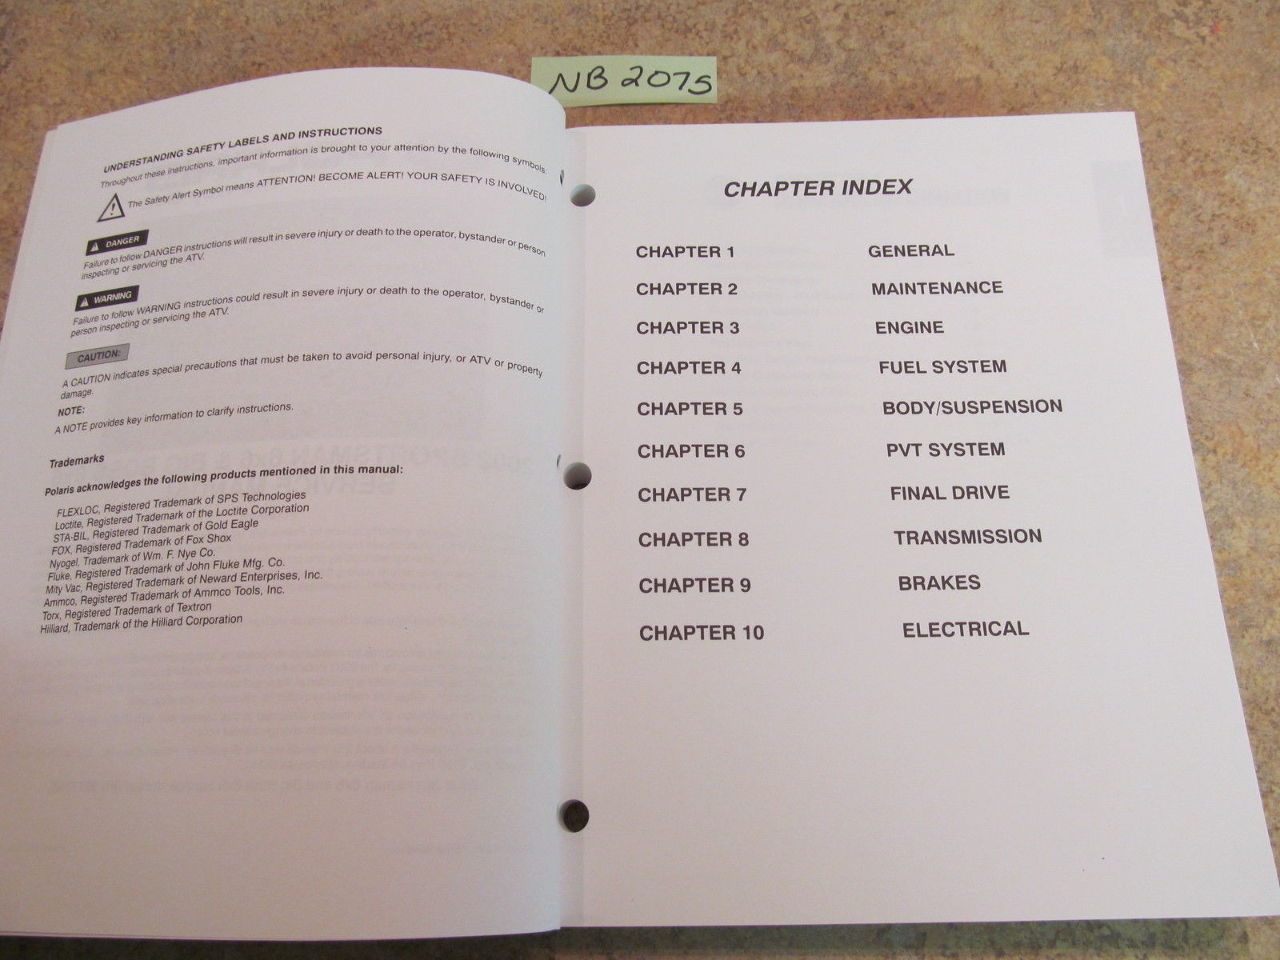 NB 2075
UNDERSTANDING SAFETY LABELS AND INSTRUCTIONS
Throughout these instructions, important information is brought to your attention by the following symbols:
The Safety Alert Symbol means ATTENTION! BECOME ALERT! YOUR SAFETY IS INVOLVED!
DANGER
Failure to follow DANGER instructions will result in severe injury or death to the operator, bystander or person
inspecting or servicing the ATV.
WARNING
Failure to follow WARNING instructions could result in severe injury or death to the operator, bystander or
person inspecting or servicing the ATV.
CAUTION:
A CAUTION indicates special precautions that must be taken to avoid personal injury, or ATV or property
damage.
NOTE:
A NOTE provides key information to clarify instructions.
Trademarks
Polaris acknowledges the following products mentioned in this manual:
FLEXLOC, Registered Trademark of SPS Technologies
Loctite, Registered Trademark of the Loctite Corporation
STA-BIL, Registered Trademark of Gold Eagle
FOX, Registered Trademark of Fox Shox
Nyogel, Trademark of Wm. F. Nye Co.
Fluke, Registered Trademark of John Fluke Mfg. Co.
Mity Vac, Registered Trademark of Neward Enterprises, Inc.
Ammco, Registered Trademark of Ammco Tools, Inc.
Torx, Registered Trademark of Textron
Hilliard, Trademark of the Hilliard Corporation
CHAPTER INDEX
CHAPTER 1 GENERAL
CHAPTER 2 MAINTENANCE
CHAPTER 3 ENGINE
CHAPTER 4 FUEL SYSTEM
CHAPTER 5 BODY/SUSPENSION
CHAPTER 6 PVT SYSTEM
CHAPTER 7 FINAL DRIVE
CHAPTER 8 TRANSMISSION
CHAPTER 9 BRAKES
CHAPTER 10 ELECTRICAL